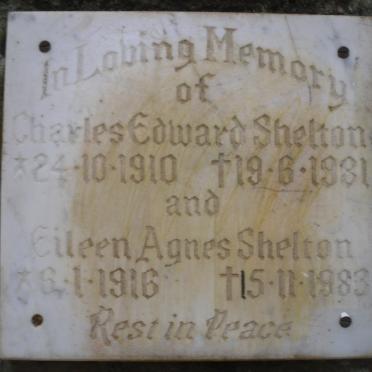 In Loving Memory
of
Charles Edward Shelton
*24·10·1910 †19·6·1981
and
Eileen Agnes Shelton
*6·1·1916 †15·11·1983
Rest in Peace